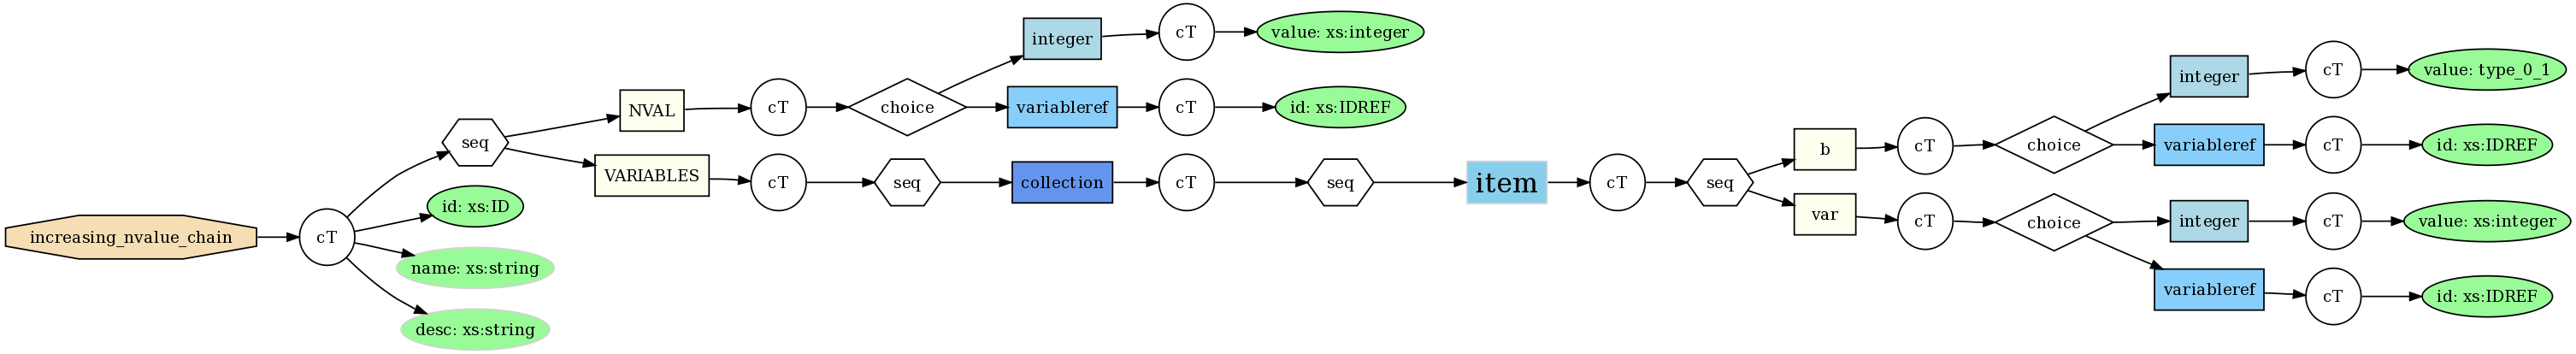 increasing_nvalue_chain
cT
seq
id: xs:ID
name: xs:string
desc: xs:string
NVAL
cT
choice
integer
cT
value: xs:integer
variableref
cT
id: xs:IDREF
VARIABLES
cT
seq
collection
cT
seq
item
cT
seq
b
cT
choice
integer
cT
value: type_0_1
variableref
cT
id: xs:IDREF
var
cT
choice
integer
cT
value: xs:integer
variableref
cT
id: xs:IDREF